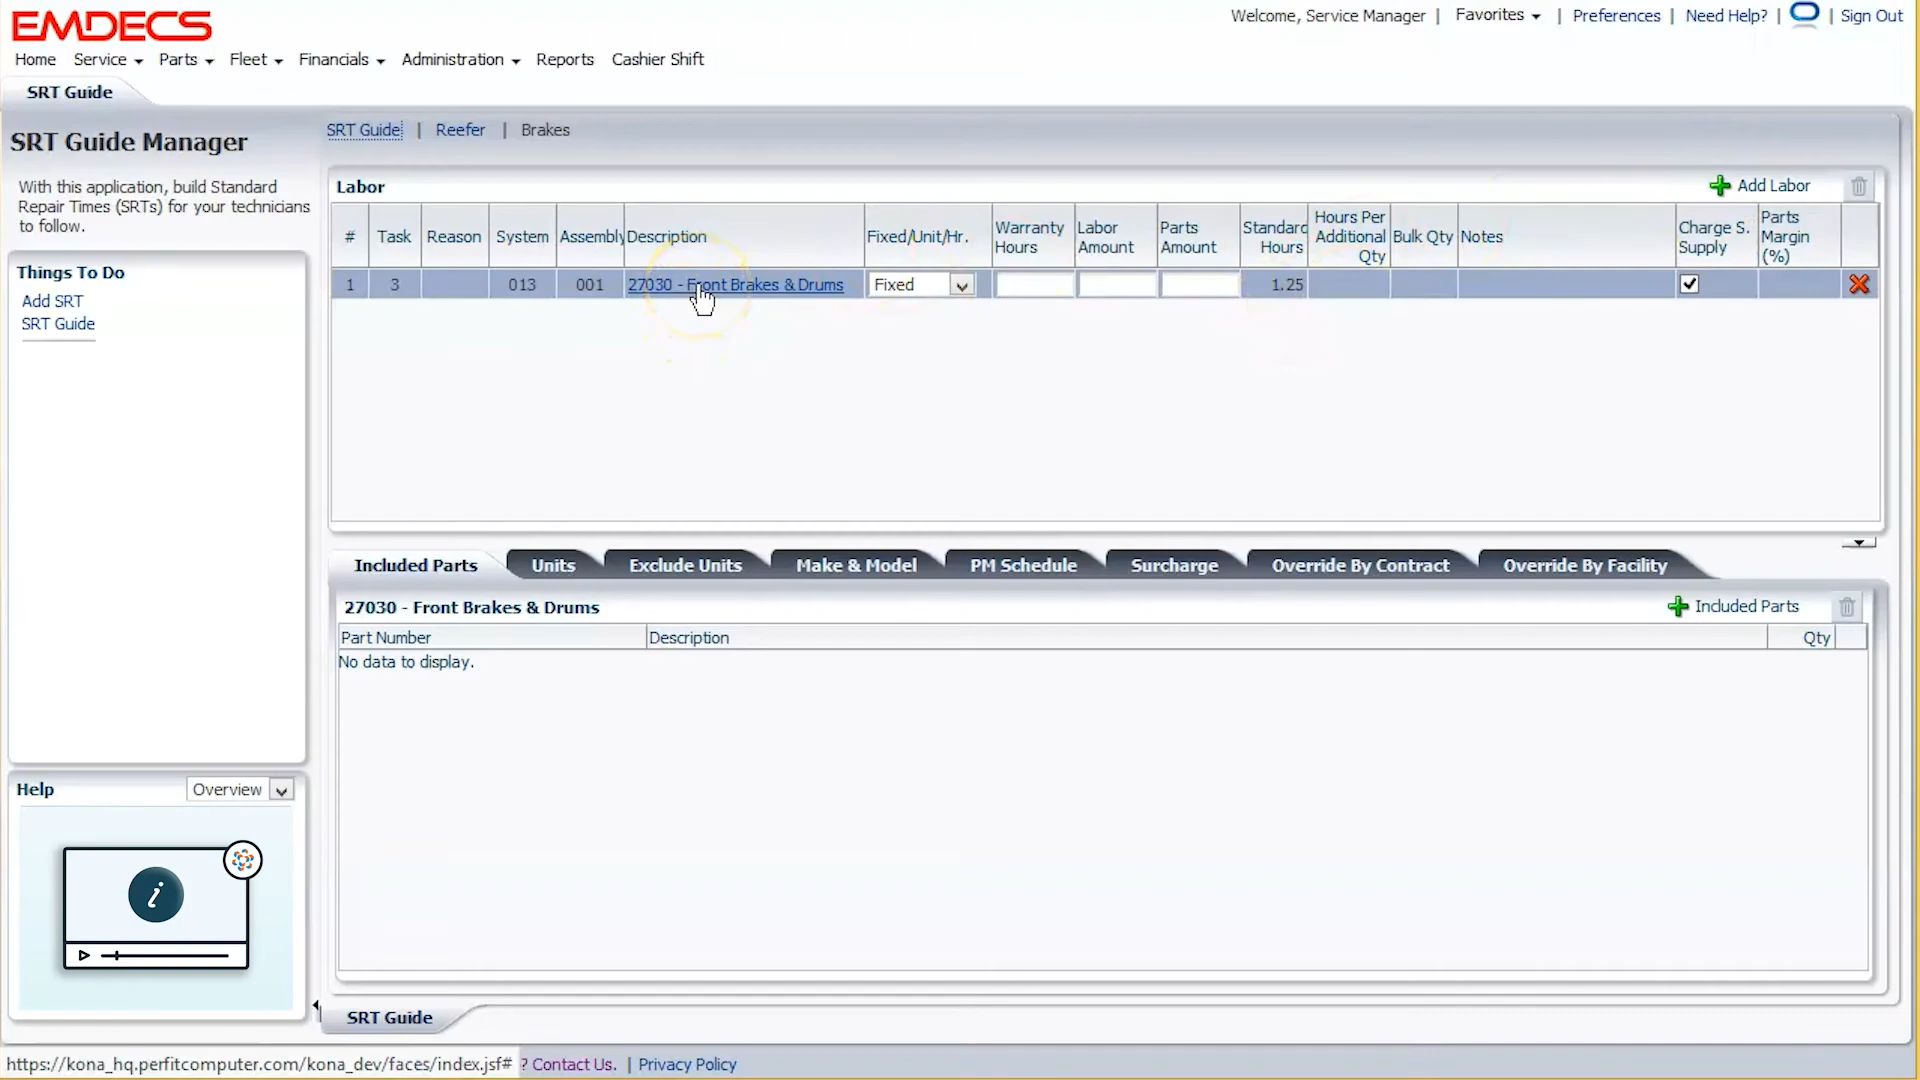 EMDECS
Welcome, Service Manager | Favorites | Preferences | Need Help? | Sign Out
Home Service Parts Fleet Financials Administration Reports Cashier Shift
SRT Guide
SRT Guide Manager
With this application, build Standard
Repair Times (SRTs) for your technicians
to follow.
Things To Do
Add SRT
SRT Guide
Help
Overview
i
SRT Guide | Reefer | Brakes
Labor
Add Labor
# Task Reason System Assembly Description Fixed/Unit/Hr. Warranty Hours Labor Amount Parts Amount Standard Hours Hours Per Additional Qty Bulk Qty Notes Charge S. Supply Parts Margin (%)
1 3 013 001 27030 - Front Brakes & Drums Fixed 1.25
Included Parts Units Exclude Units Make & Model PM Schedule Surcharge Override By Contract Override By Facility
27030 - Front Brakes & Drums
Included Parts
Part Number Description Qty
No data to display.
SRT Guide
https://kona_hq.perfitcomputer.com/kona_dev/faces/index.jsf# ? Contact Us. | Privacy Policy